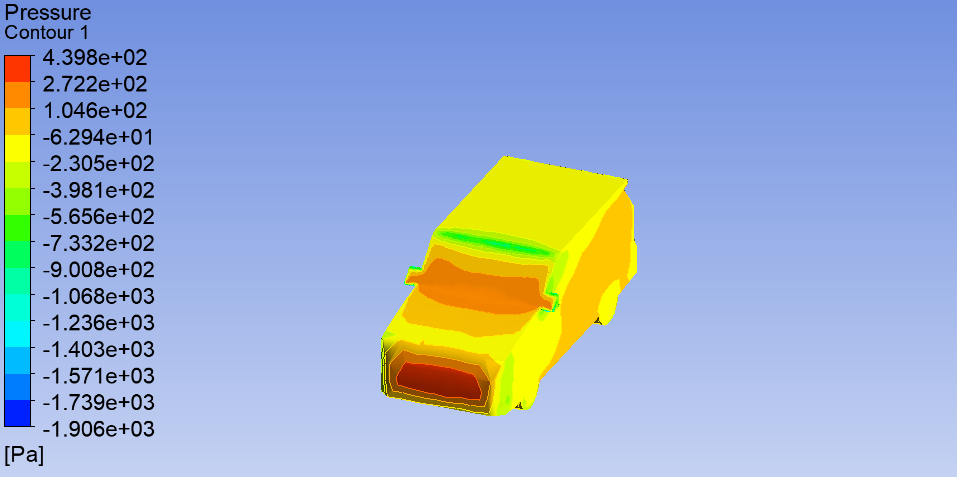 Pressure
Contour 1
4.398e+02
2.722e+02
1.046e+02
-6.294e+01
-2.305e+02
-3.981e+02
-5.656e+02
-7.332e+02
-9.008e+02
-1.068e+03
-1.236e+03
-1.403e+03
-1.571e+03
-1.739e+03
-1.906e+03
[Pa]